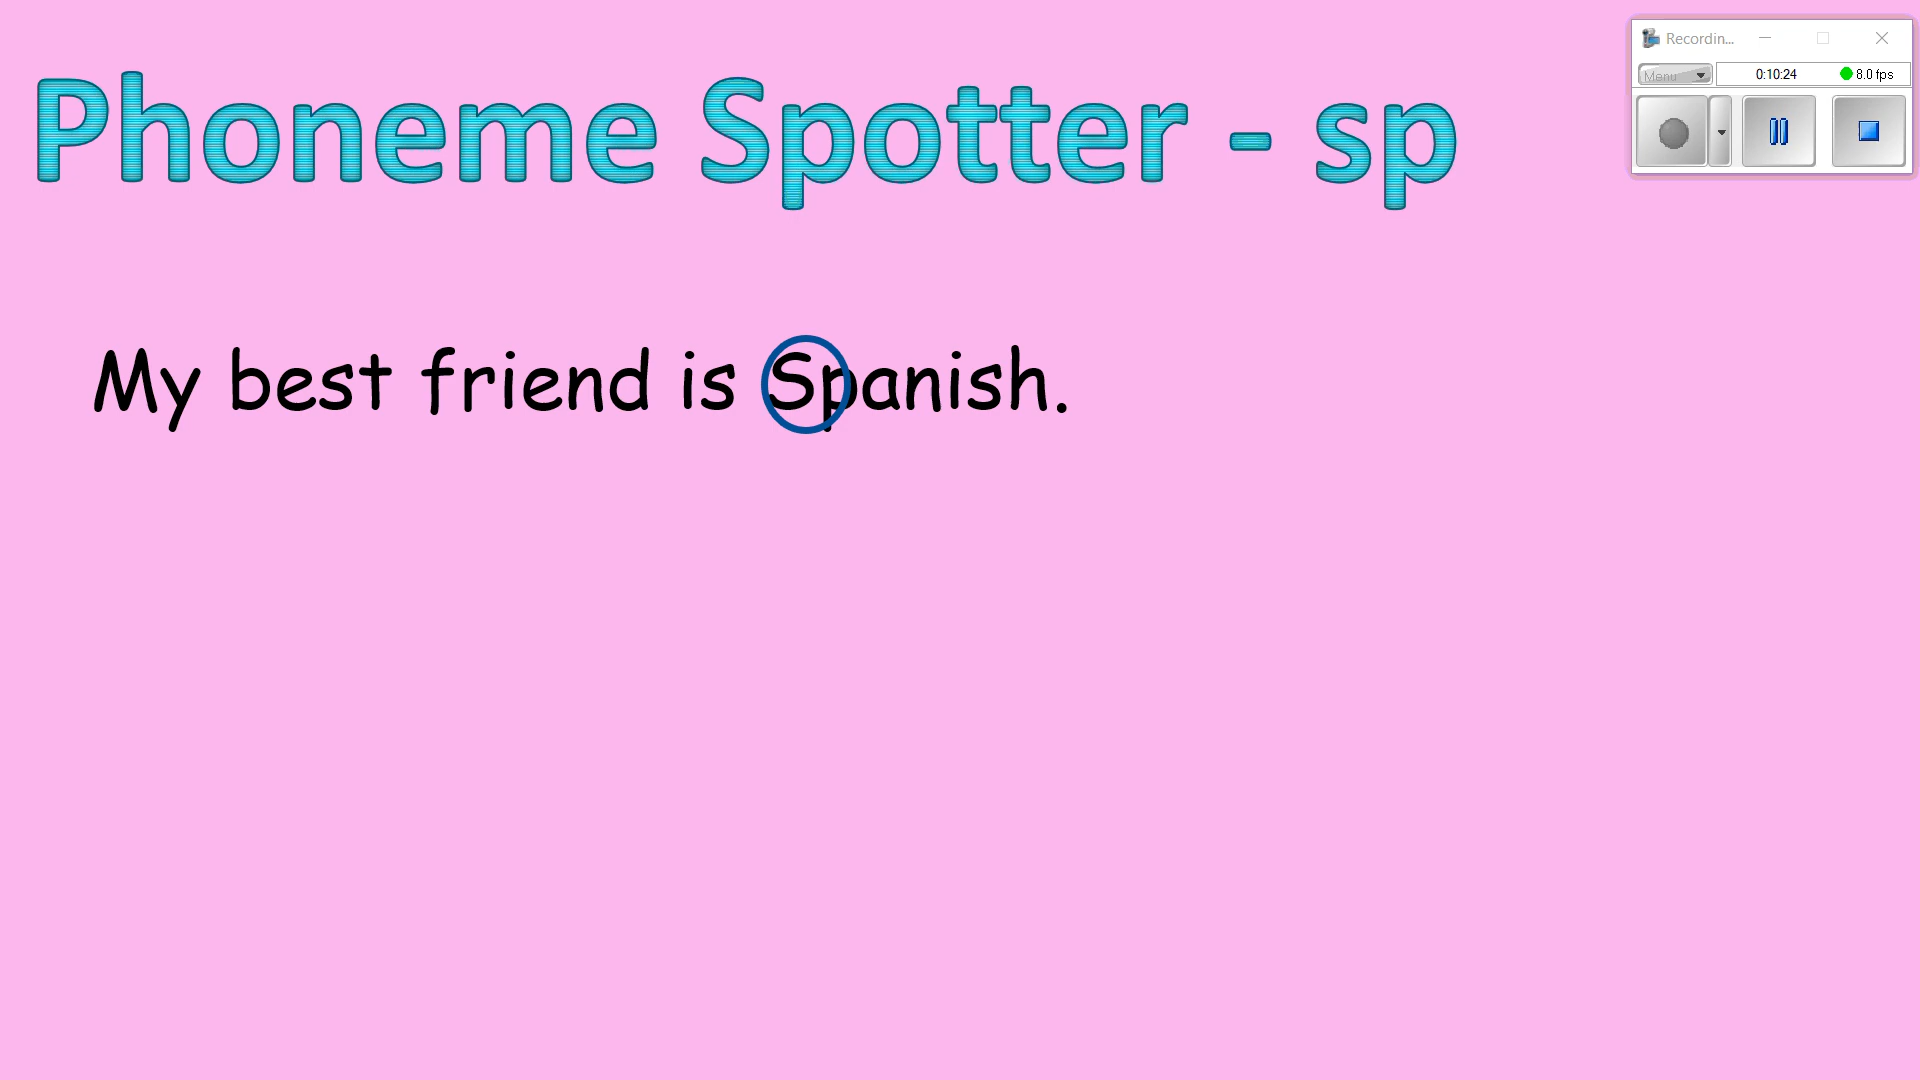 Phoneme Spotter - sp
Recordin...
Menu
0:10:24
8.0 fps
My best friend is Spanish.